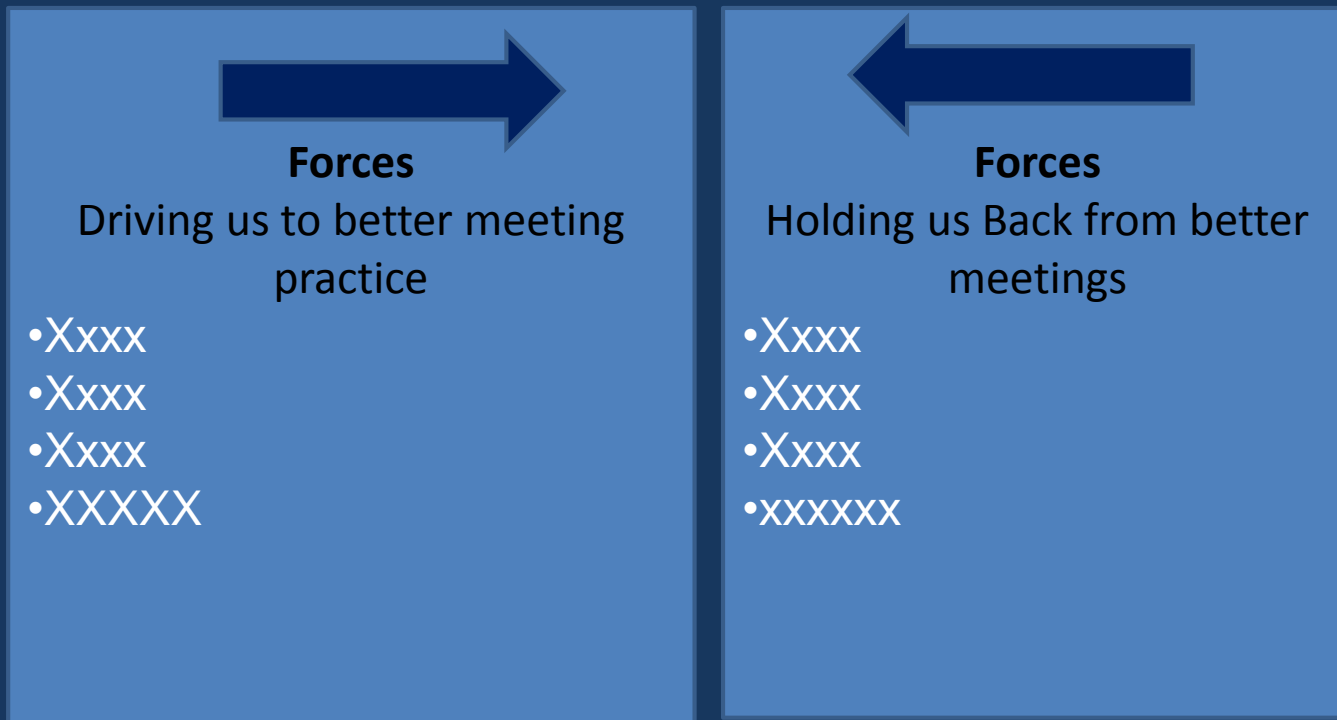 Forces
Driving us to better meeting
practice
•Xxxx
•Xxxx
•Xxxx
•XXXXX
Forces
Holding us Back from better
meetings
•Xxxx
•Xxxx
•Xxxx
•xxxxxx